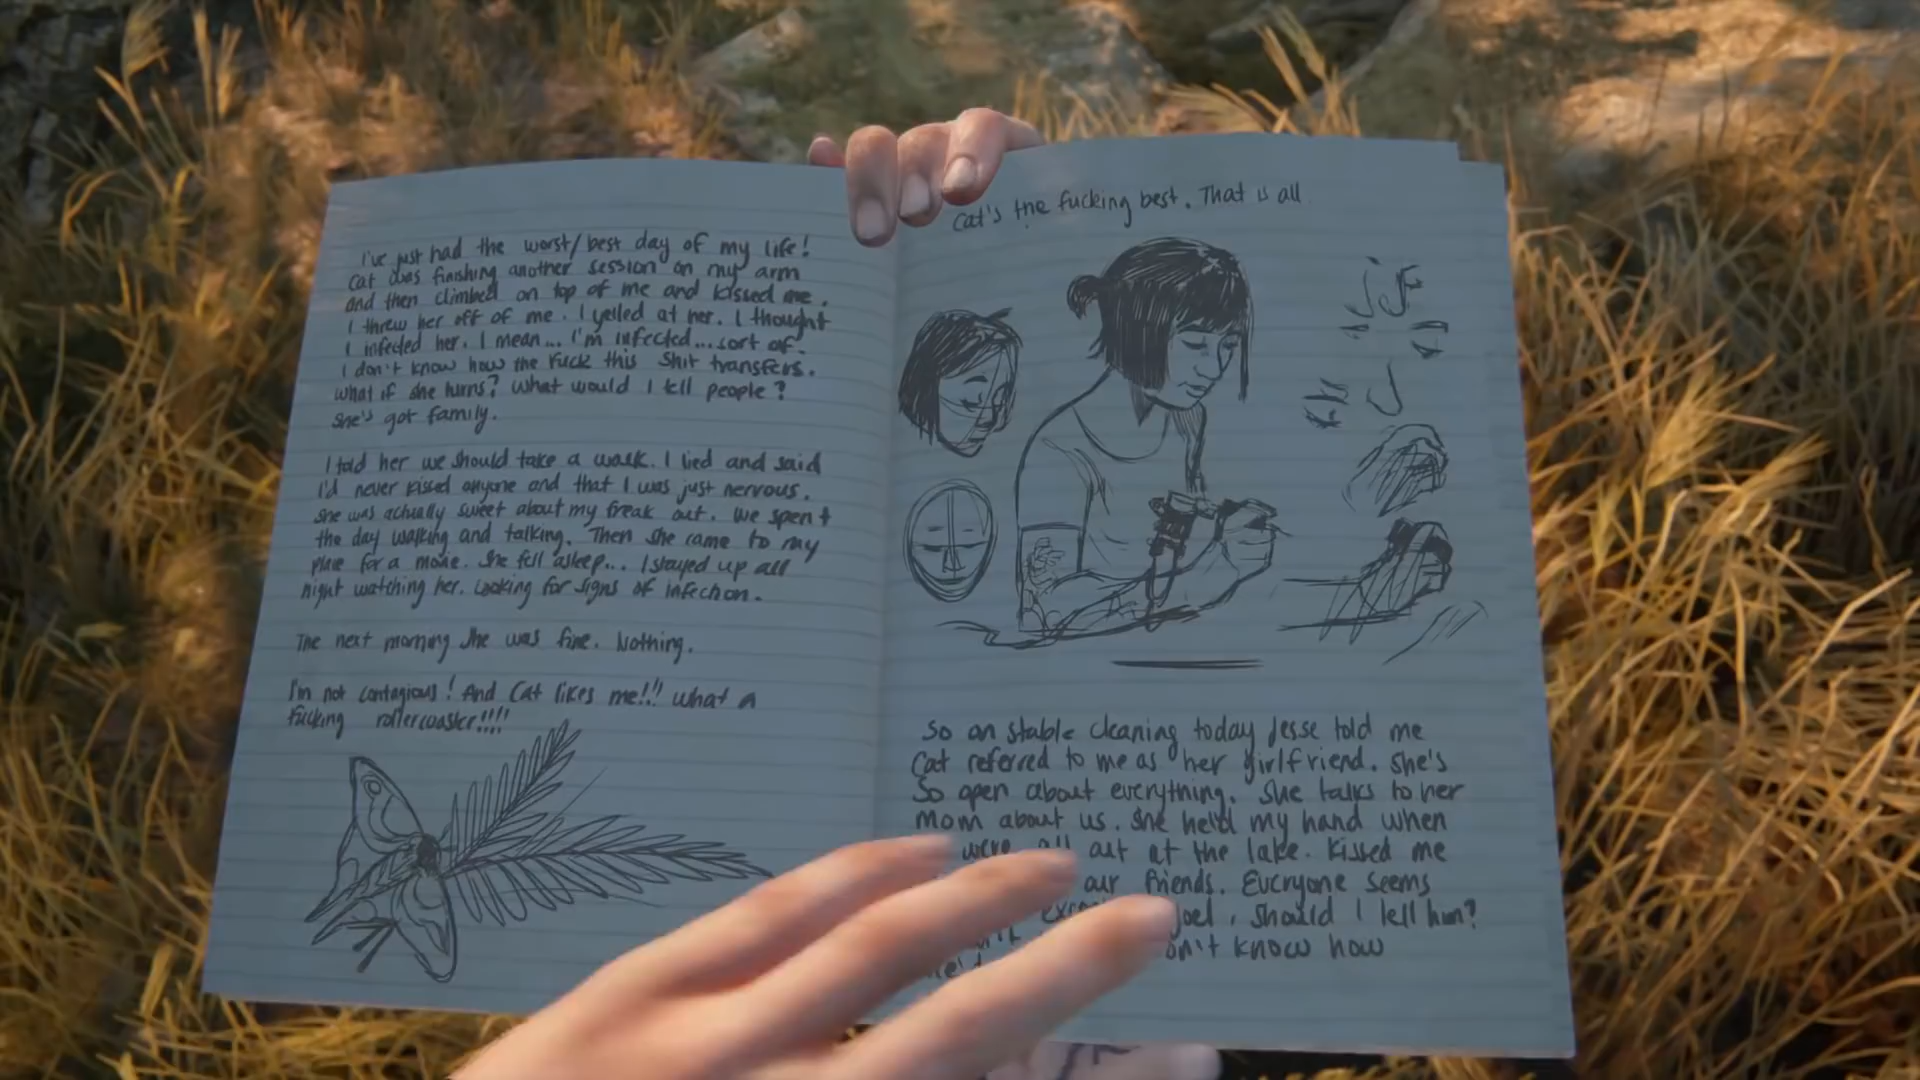 I've just had the worst/best day of my life!
Cat was finishing another session on my arm
and then climbed on top of me and kissed me.
I threw her off of me. I yelled at her. I thought
I infected her. I mean... I'm infected... sort of.
I don't know how the fuck this shit transfers.
What if she turns? What would I tell people?
She's got family.
I told her we should take a walk. I lied and said
I'd never kissed anyone and that I was just nervous.
She was actually sweet about my freak out. We spent
the day walking and talking. Then she came to my
place for a movie. She fell asleep... I stayed up all
night watching her. Looking for signs of infection.
The next morning she was fine. Nothing.
I'm not contagious! And Cat likes me!!! What a
fucking rollercoaster!!!!
Cat's the fucking best. That is all
So on stable cleaning today Jesse told me
Cat referred to me as her girlfriend. She's
so open about everything. She talks to her
mom about us. She held my hand when
were all out at the lake. Kissed me
our friends. Everyone seems
Joel. Should I tell him?
know how